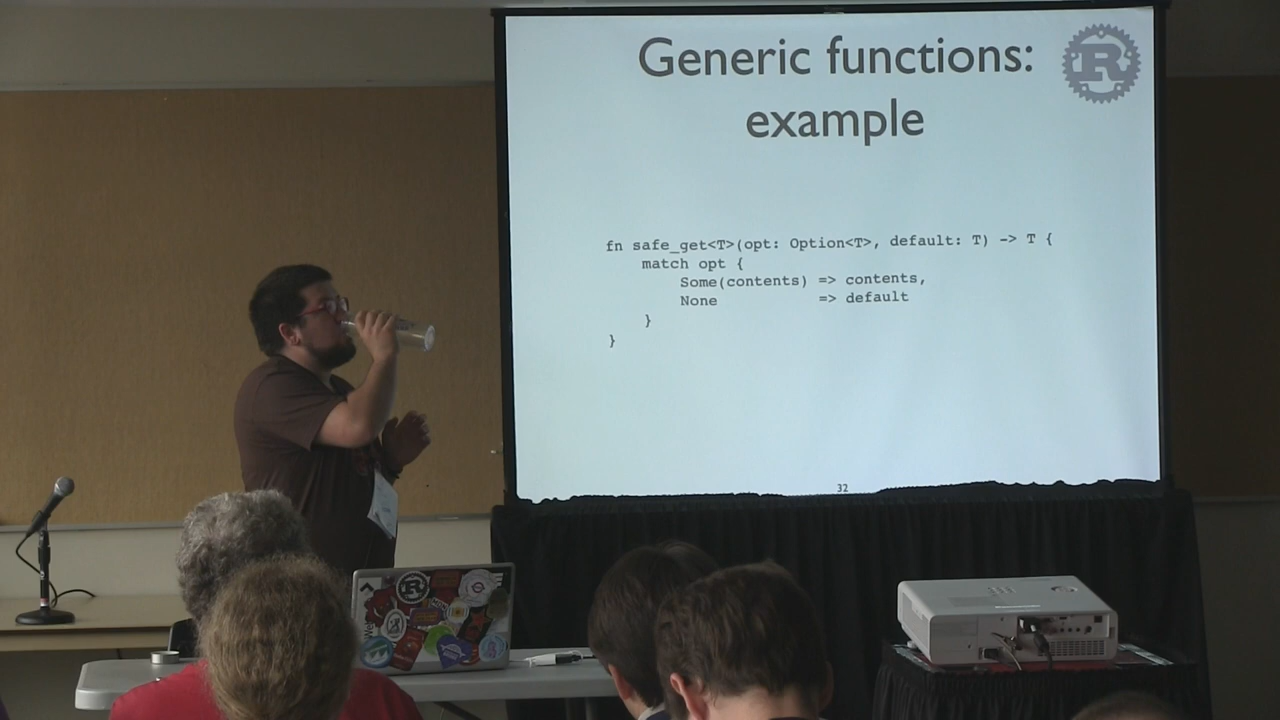 Generic functions:
example
R
fn safe_get<T>(opt: Option<T>, default: T) -> T {
    match opt {
        Some(contents) => contents,
        None           => default
    }
}
32
R